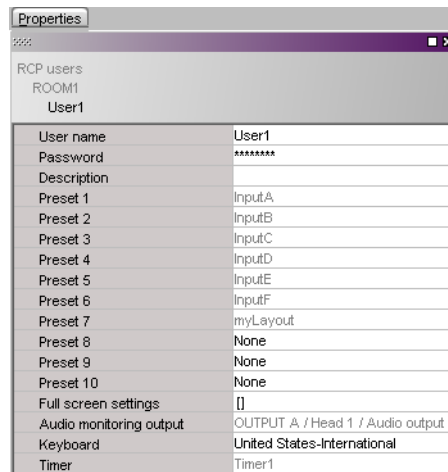 Properties
RCP users
ROOM1
User1
User name User1
Password ********
Description
Preset 1 InputA
Preset 2 InputB
Preset 3 InputC
Preset 4 InputD
Preset 5 InputE
Preset 6 InputF
Preset 7 myLayout
Preset 8 None
Preset 9 None
Preset 10 None
Full screen settings []
Audio monitoring output OUTPUT A / Head 1 / Audio output
Keyboard United States-International
Timer Timer1